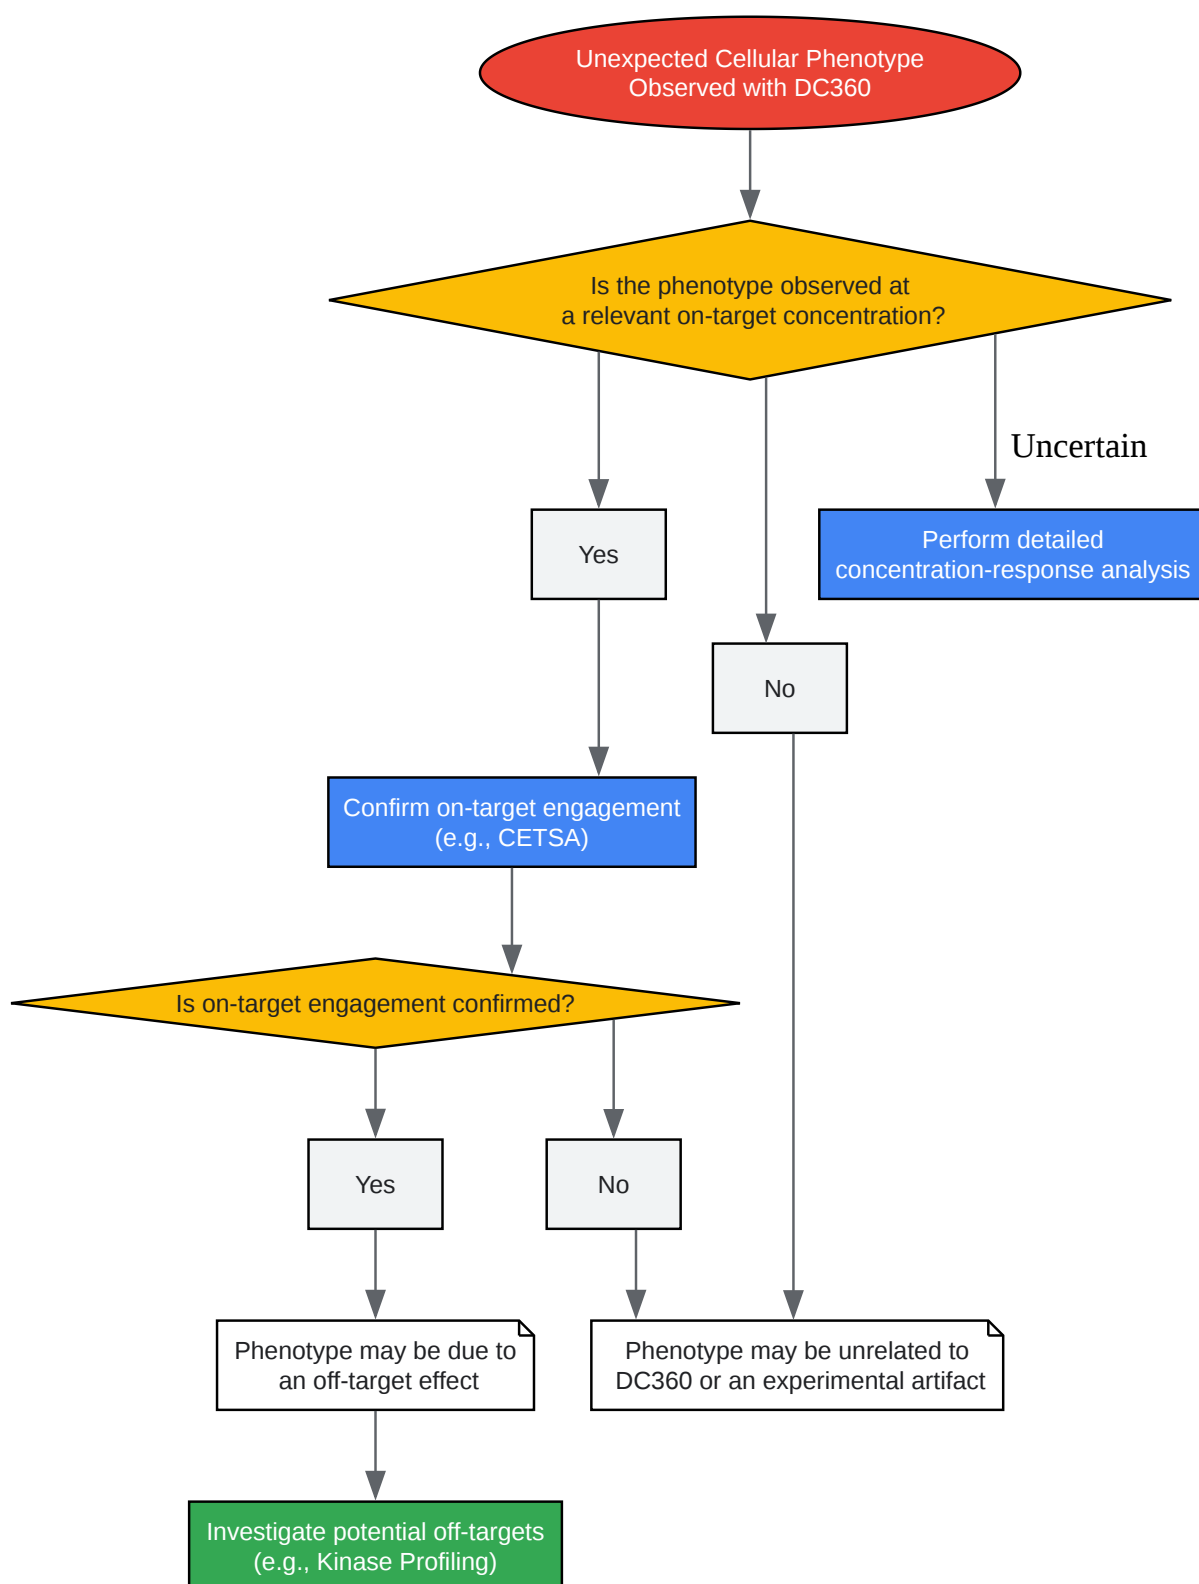 Unexpected Cellular Phenotype
Observed with DC360
Is the phenotype observed at
a relevant on-target concentration?
Uncertain
Yes
Perform detailed
concentration-response analysis
No
Confirm on-target engagement
(e.g., CETSA)
Is on-target engagement confirmed?
Yes
No
Phenotype may be due to
an off-target effect
Phenotype may be unrelated to
DC360 or an experimental artifact
Investigate potential off-targets
(e.g., Kinase Profiling)